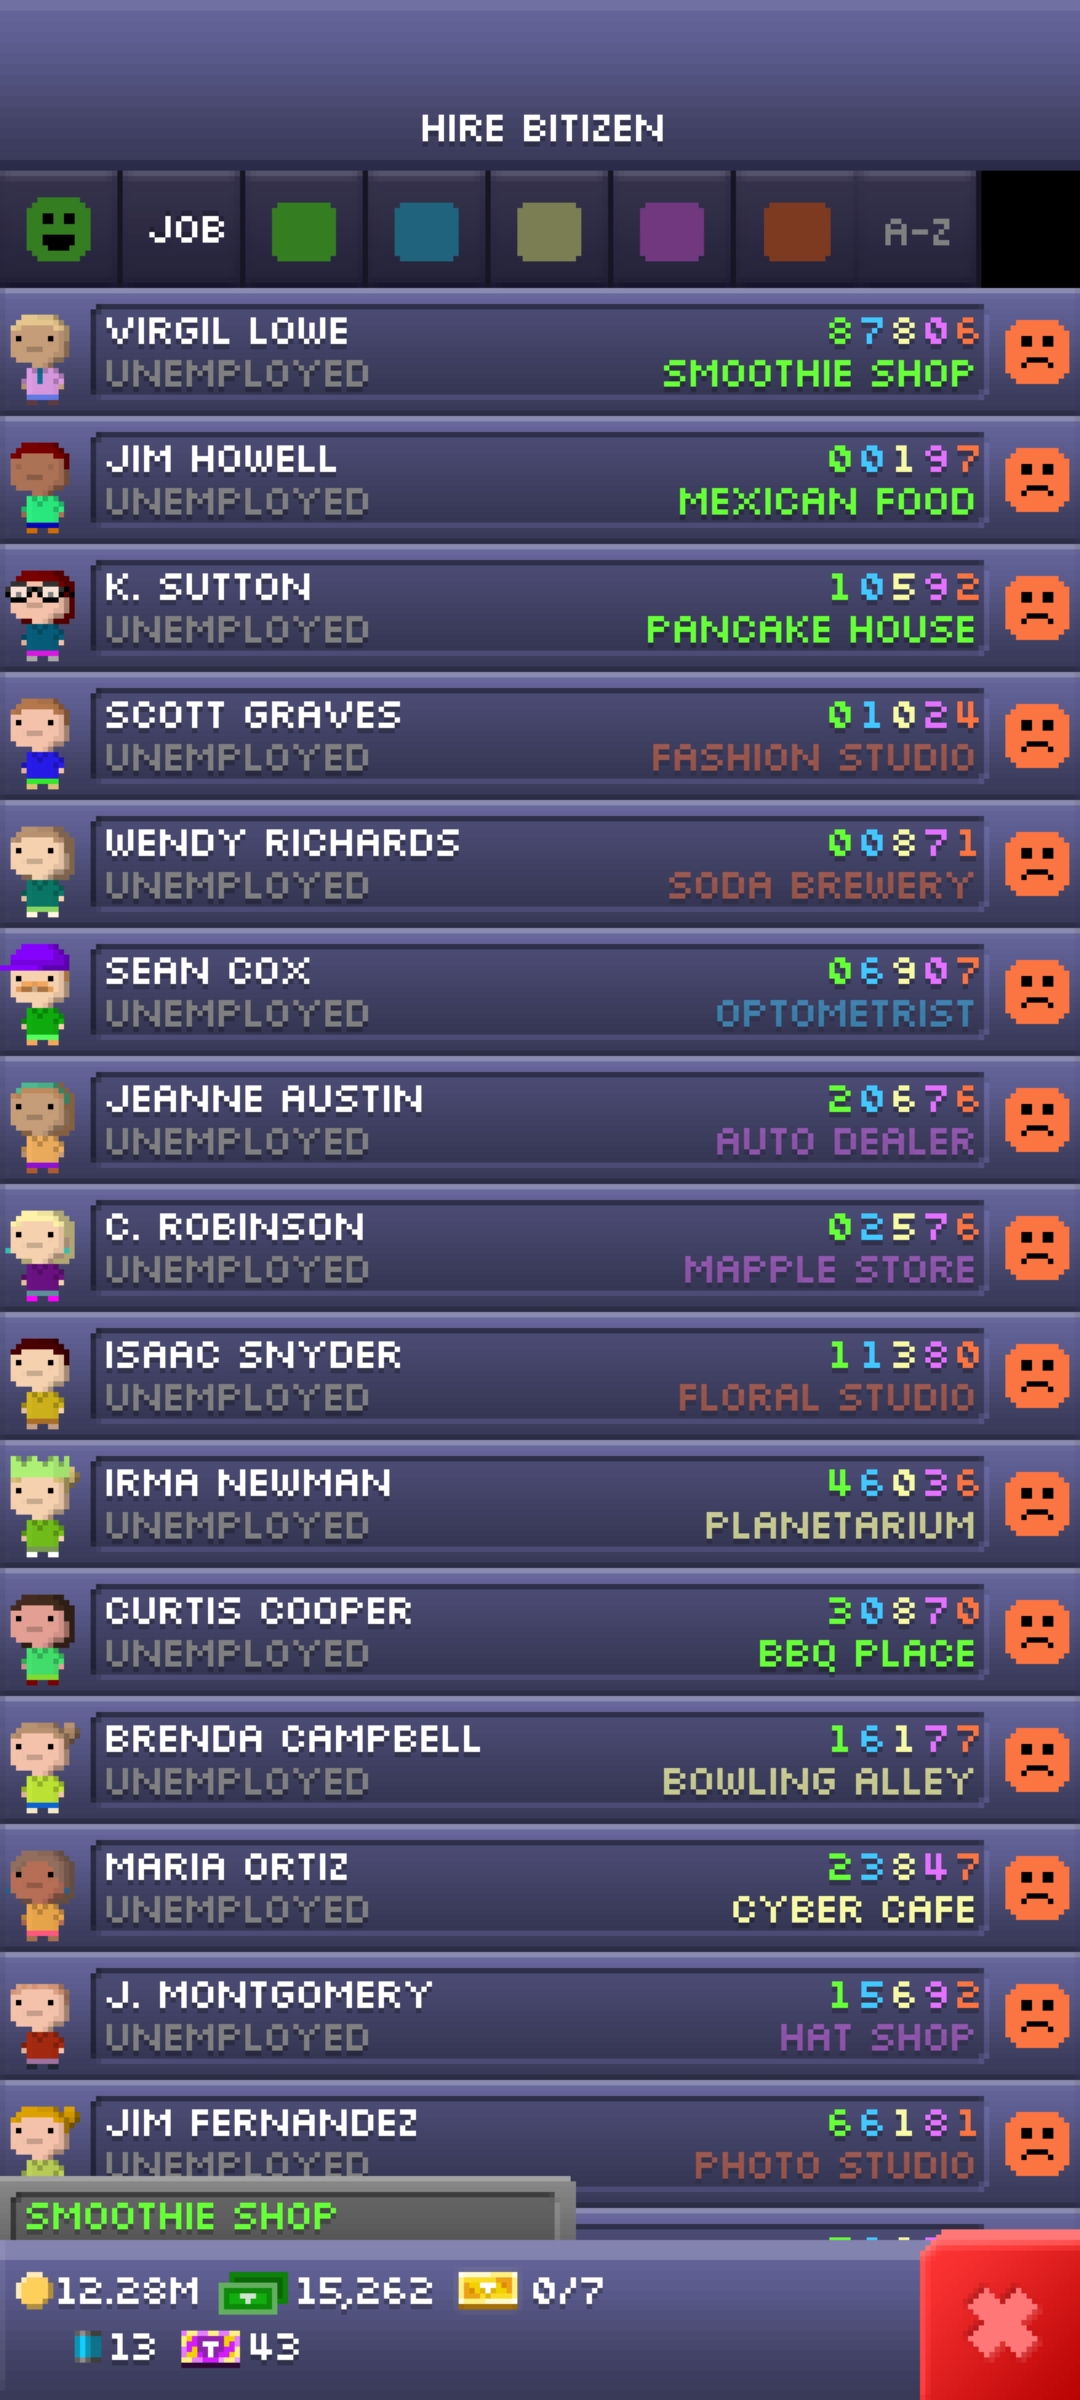 HIRE BITIZEN
JOB A-Z
VIRGIL LOWE 87806
UNEMPLOYED SMOOTHIE SHOP
JIM HOWELL 00197
UNEMPLOYED MEXICAN FOOD
K. SUTTON 10592
UNEMPLOYED PANCAKE HOUSE
SCOTT GRAVES 01024
UNEMPLOYED FASHION STUDIO
WENDY RICHARDS 00871
UNEMPLOYED SODA BREWERY
SEAN COX 06907
UNEMPLOYED OPTOMETRIST
JEANNE AUSTIN 20676
UNEMPLOYED AUTO DEALER
C. ROBINSON 02576
UNEMPLOYED MAPPLE STORE
ISAAC SNYDER 11380
UNEMPLOYED FLORAL STUDIO
IRMA NEWMAN 46036
UNEMPLOYED PLANETARIUM
CURTIS COOPER 30870
UNEMPLOYED BBQ PLACE
BRENDA CAMPBELL 16177
UNEMPLOYED BOWLING ALLEY
MARIA ORTIZ 23847
UNEMPLOYED CYBER CAFE
J. MONTGOMERY 15692
UNEMPLOYED HAT SHOP
JIM FERNANDEZ 66181
UNEMPLOYED PHOTO STUDIO
SMOOTHIE SHOP
12.28M 15,262 0/7
13 43